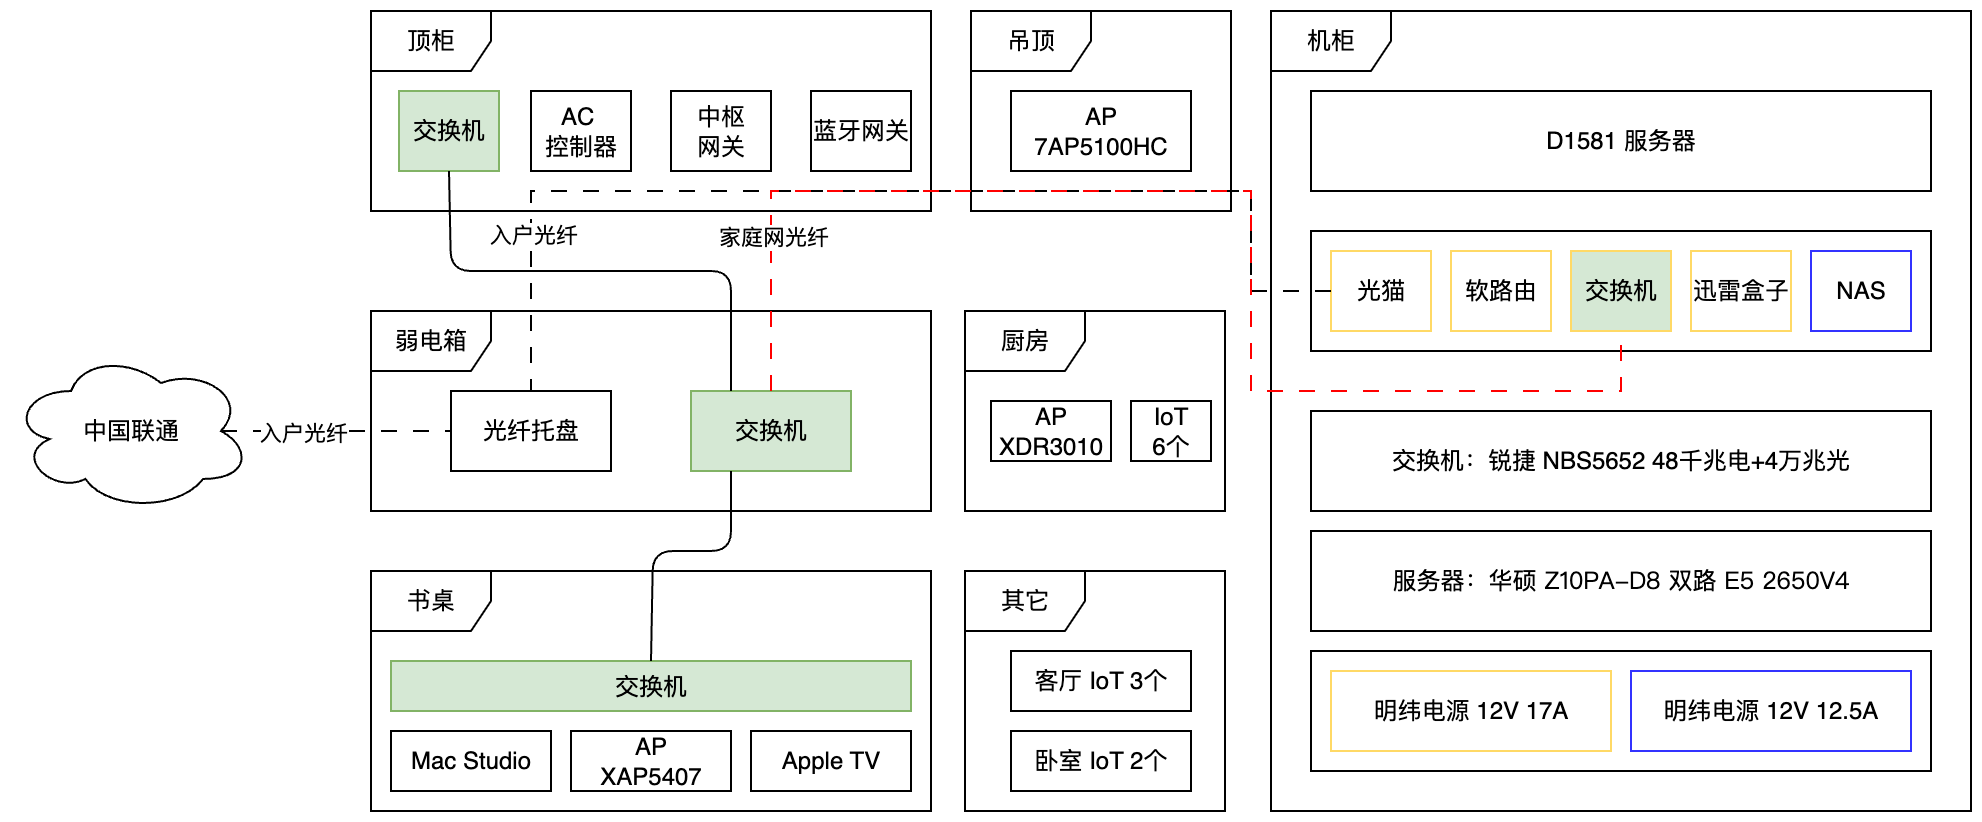 顶柜
交换机
AC
控制器
中枢
网关
蓝牙网关
吊顶
AP
7AP5100HC
机柜
D1581 服务器
入户光纤
家庭网光纤
光猫
软路由
交换机
迅雷盒子
NAS
弱电箱
中国联通
入户光纤
光纤托盘
交换机
厨房
AP
XDR3010
IoT
6个
交换机：锐捷 NBS5652 48千兆电+4万兆光
服务器：华硕 Z10PA-D8 双路 E5 2650V4
书桌
交换机
Mac Studio
AP
XAP5407
Apple TV
其它
客厅 IoT 3个
卧室 IoT 2个
明纬电源 12V 17A
明纬电源 12V 12.5A